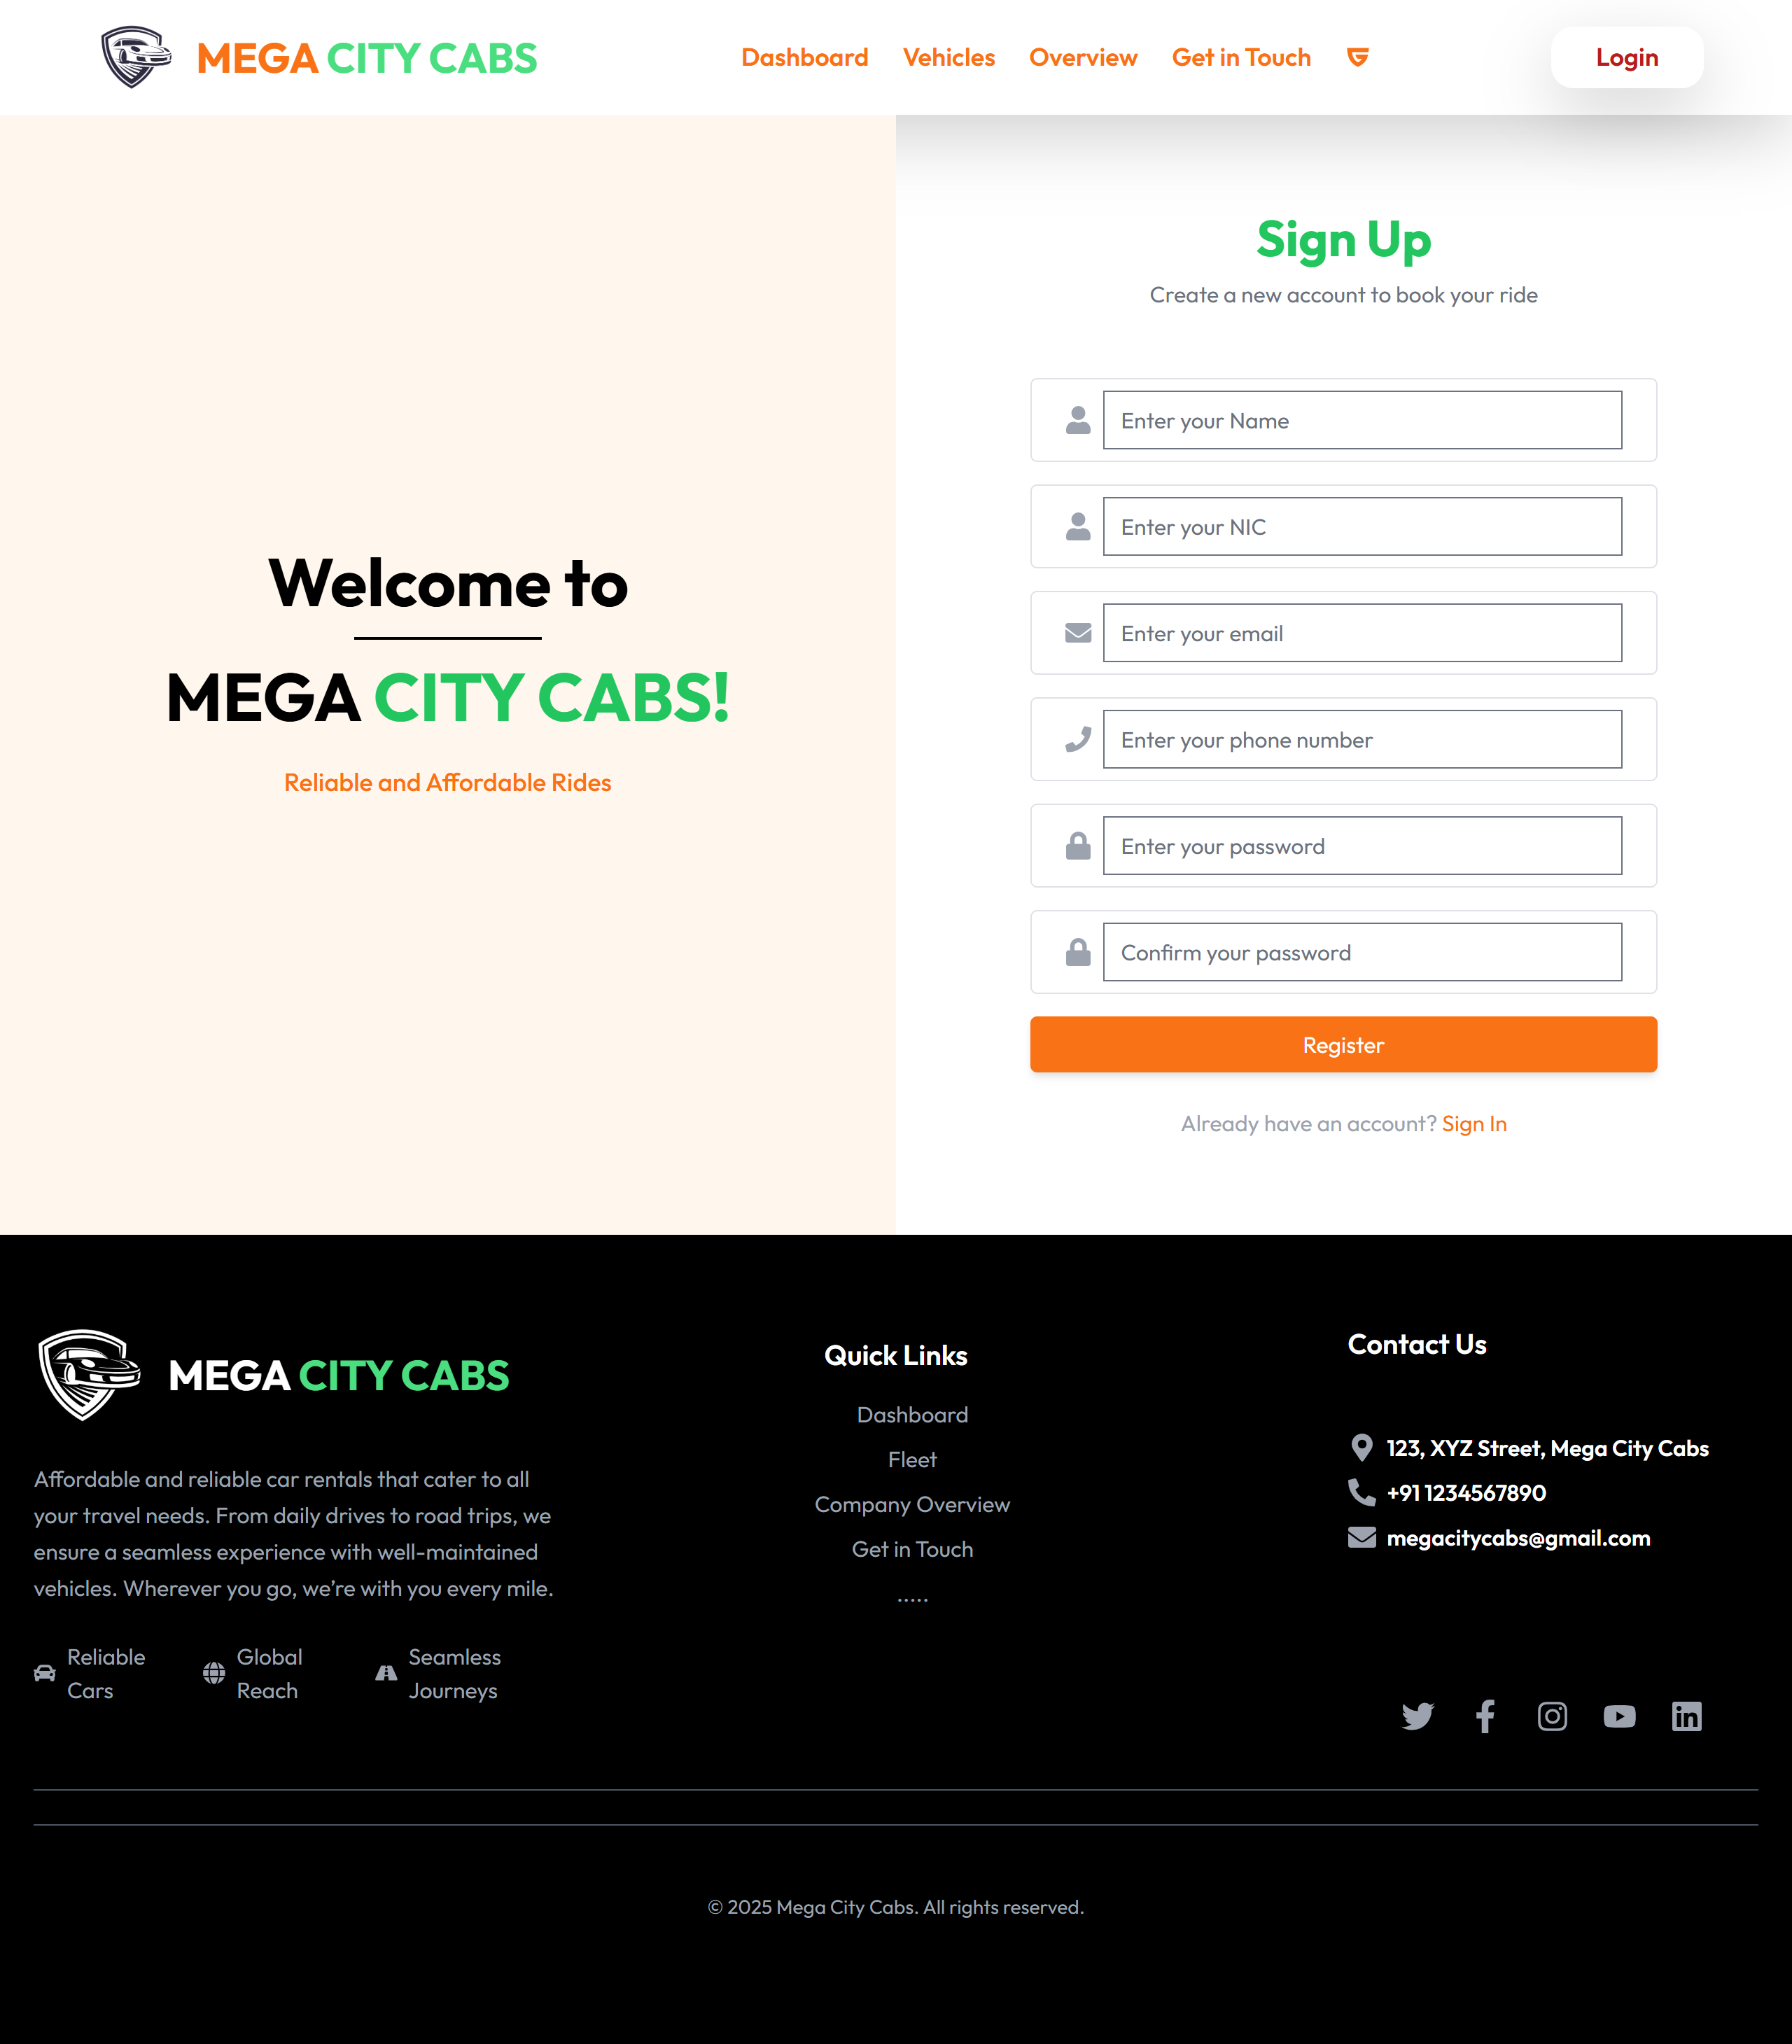 MEGA CITY CABS
Dashboard
Vehicles
Overview
Get in Touch
Login
Welcome to
MEGA CITY CABS!
Reliable and Affordable Rides
Sign Up
Create a new account to book your ride
Enter your Name
Enter your NIC
Enter your email
Enter your phone number
Enter your password
Confirm your password
Register
Already have an account? Sign In
MEGA CITY CABS
Affordable and reliable car rentals that cater to all
your travel needs. From daily drives to road trips, we
ensure a seamless experience with well-maintained
vehicles. Wherever you go, we’re with you every mile.
Reliable
Cars
Global
Reach
Seamless
Journeys
Quick Links
Dashboard
Fleet
Company Overview
Get in Touch
.....
Contact Us
123, XYZ Street, Mega City Cabs
+91 1234567890
megacitycabs@gmail.com
© 2025 Mega City Cabs. All rights reserved.